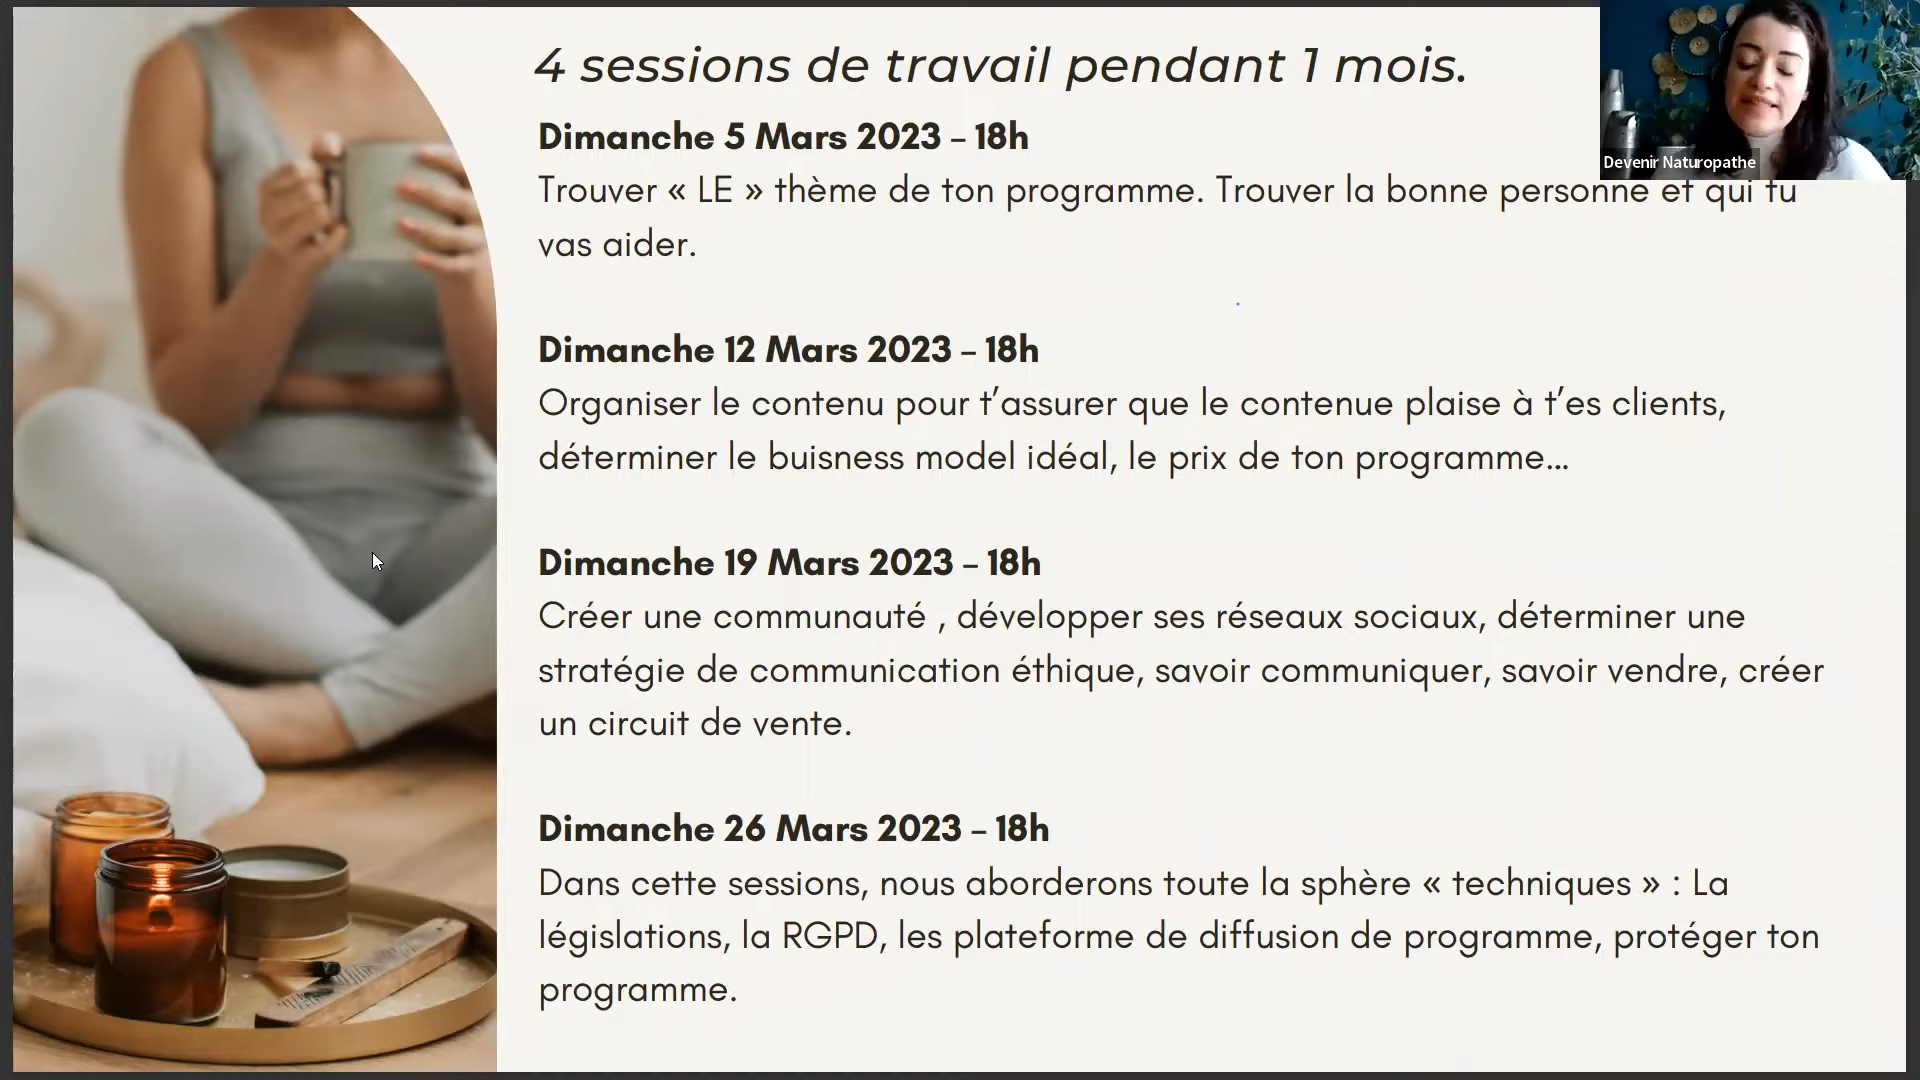 4 sessions de travail pendant 1 mois.
Dimanche 5 Mars 2023 – 18h
Devenir Naturopathe
Trouver « LE » thème de ton programme. Trouver la bonne personne et qui tu
vas aider.
Dimanche 12 Mars 2023 – 18h
Organiser le contenu pour t’assurer que le contenue plaise à t’es clients,
déterminer le buisness model idéal, le prix de ton programme...
Dimanche 19 Mars 2023 – 18h
Créer une communauté , développer ses réseaux sociaux, déterminer une
stratégie de communication éthique, savoir communiquer, savoir vendre, créer
un circuit de vente.
Dimanche 26 Mars 2023 – 18h
Dans cette sessions, nous aborderons toute la sphère « techniques » : La
législations, la RGPD, les plateforme de diffusion de programme, protéger ton
programme.